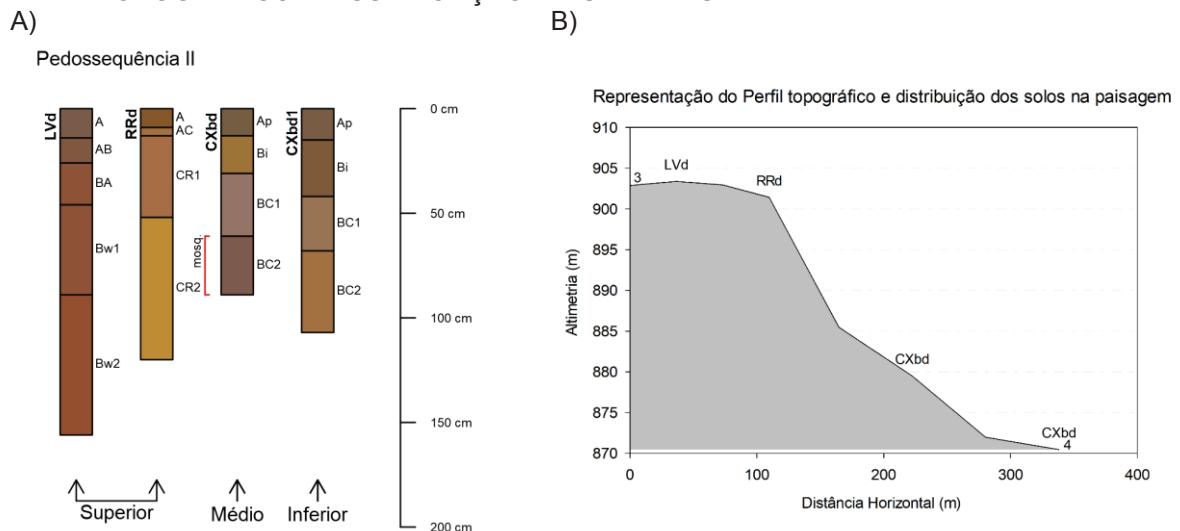 A)
Pedossequência II
LVd
A
AB
BA
Bw1
Bw2
RRd
A
AC
CR1
CR2
CXbd
Ap
Bi
BC1
BC2
mosq.
CXbd1
Ap
Bi
BC1
BC2
0 cm
50 cm
100 cm
150 cm
200 cm
Superior
Médio
Inferior
B)
Representação do Perfil topográfico e distribuição dos solos na paisagem
Altimetria (m)
910
905
900
895
890
885
880
875
870
3
LVd
RRd
CXbd
CXbd
4
0
100
200
300
400
Distância Horizontal (m)